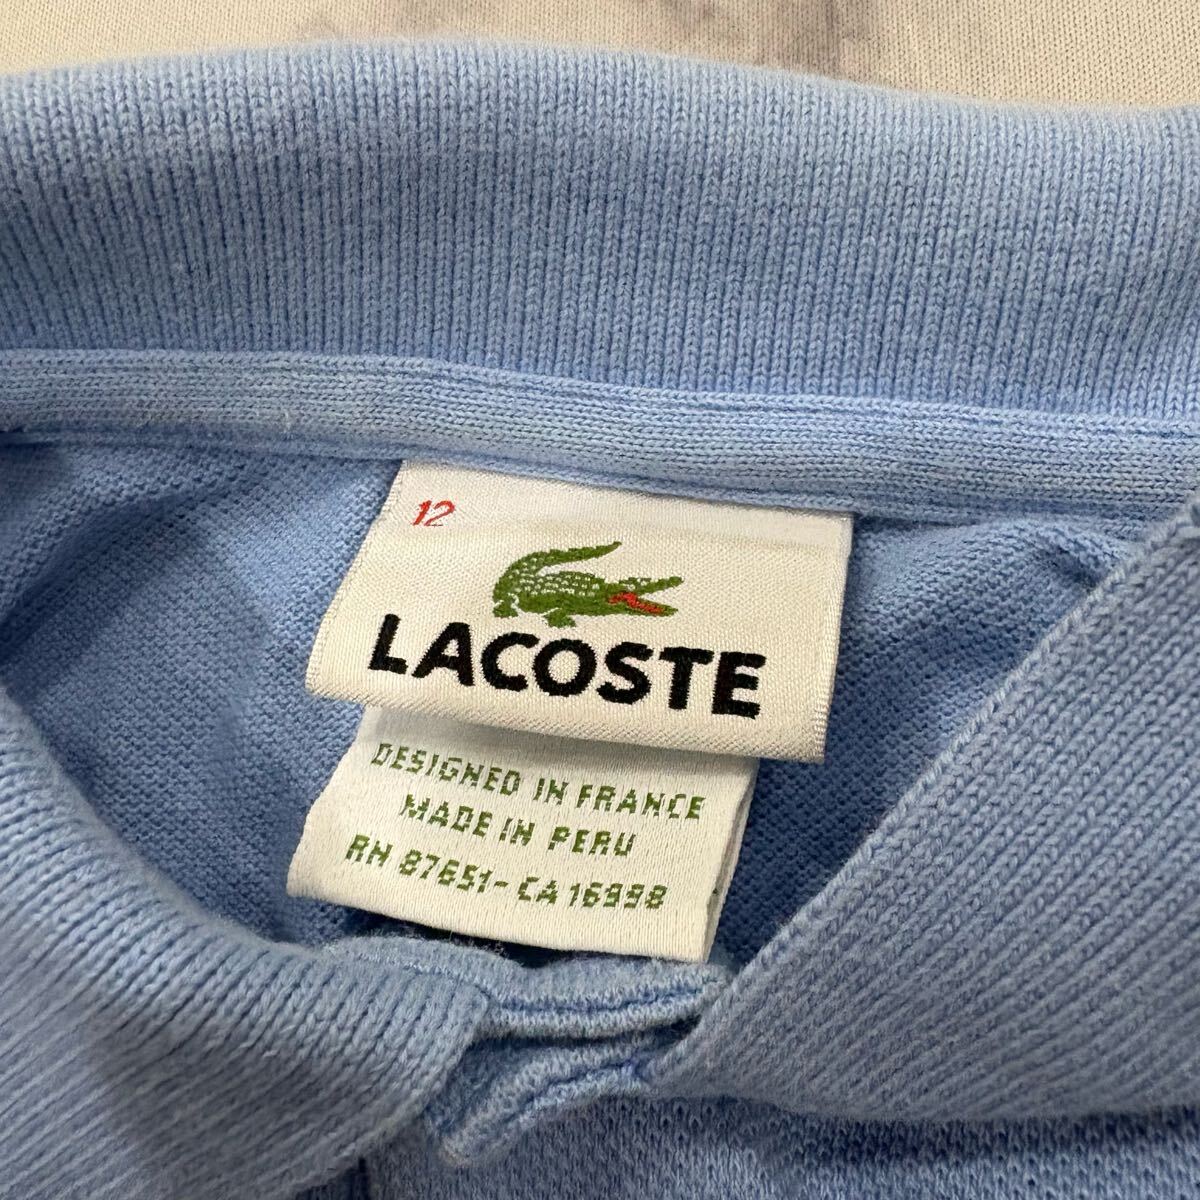 12
LACOSTE
DESIGNED IN FRANCE
MADE IN PERU
RN 87651-CA 16998